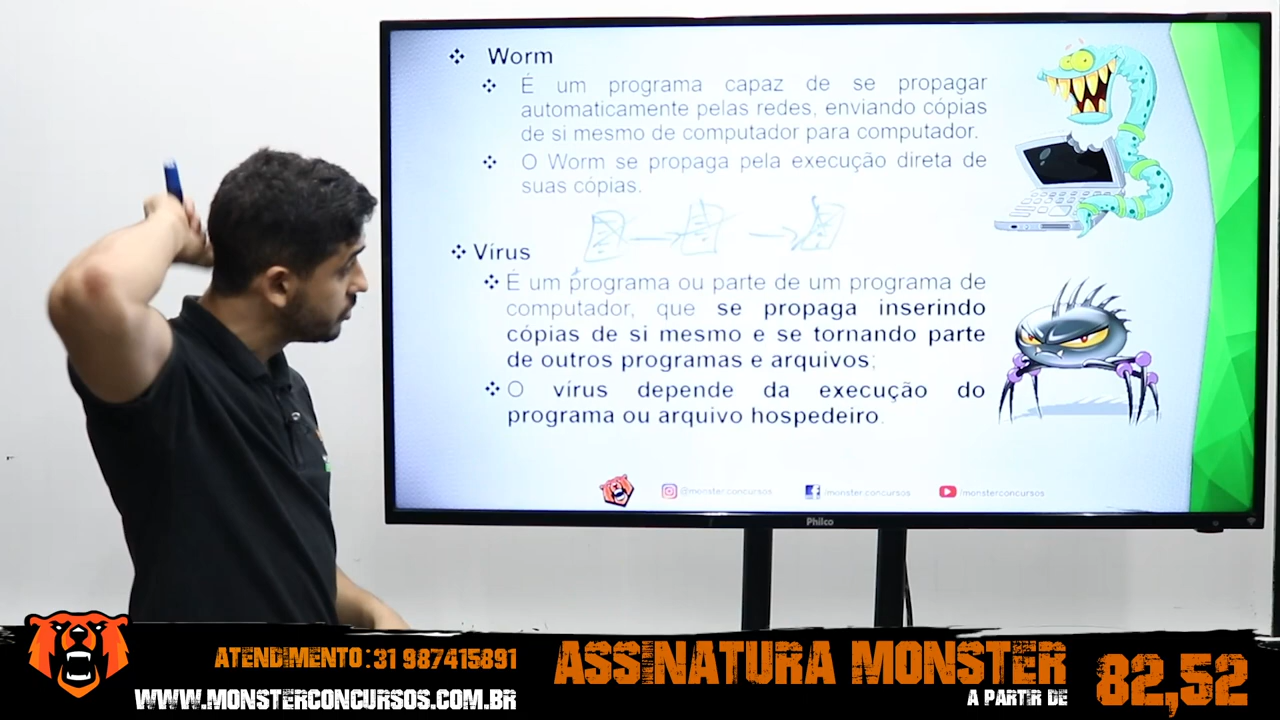 Worm
É um programa capaz de se propagar
automaticamente pelas redes, enviando cópias
de si mesmo de computador para computador.
O Worm se propaga pela execução direta de
suas cópias.
Vírus
É um programa ou parte de um programa de
computador, que se propaga inserindo
cópias de si mesmo e se tornando parte
de outros programas e arquivos;
O vírus depende da execução do
programa ou arquivo hospedeiro.
@monster.concursos
/monster.concursos
/monsterconcursos
Philco
ATENDIMENTO: 31 987415891
WWW.MONSTERCONCURSOS.COM.BR
ASSINATURA MONSTER
A PARTIR DE
82,52